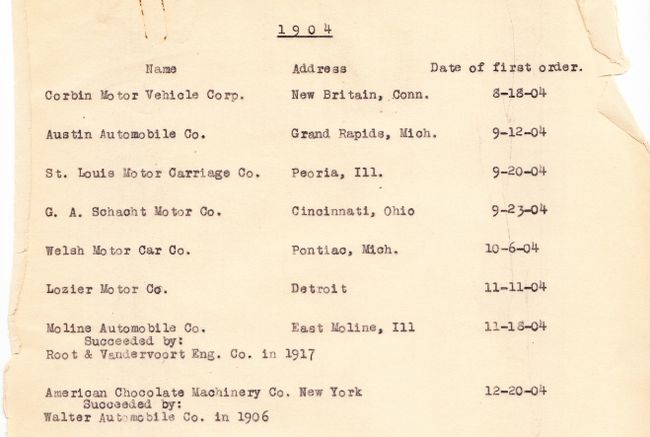 1904
Name Address Date of first order.
Corbin Motor Vehicle Corp. New Britain, Conn. 8-18-04
Austin Automobile Co. Grand Rapids, Mich. 9-12-04
St. Louis Motor Carriage Co. Peoria, Ill. 9-20-04
G. A. Schacht Motor Co. Cincinnati, Ohio 9-23-04
Welsh Motor Car Co. Pontiac, Mich. 10-6-04
Lozier Motor Co. Detroit 11-11-04
Moline Automobile Co. East Moline, Ill 11-18-04
Succeeded by:
Root & Vandervoort Eng. Co. in 1917
American Chocolate Machinery Co. New York 12-20-04
Succeeded by:
Walter Automobile Co. in 1906